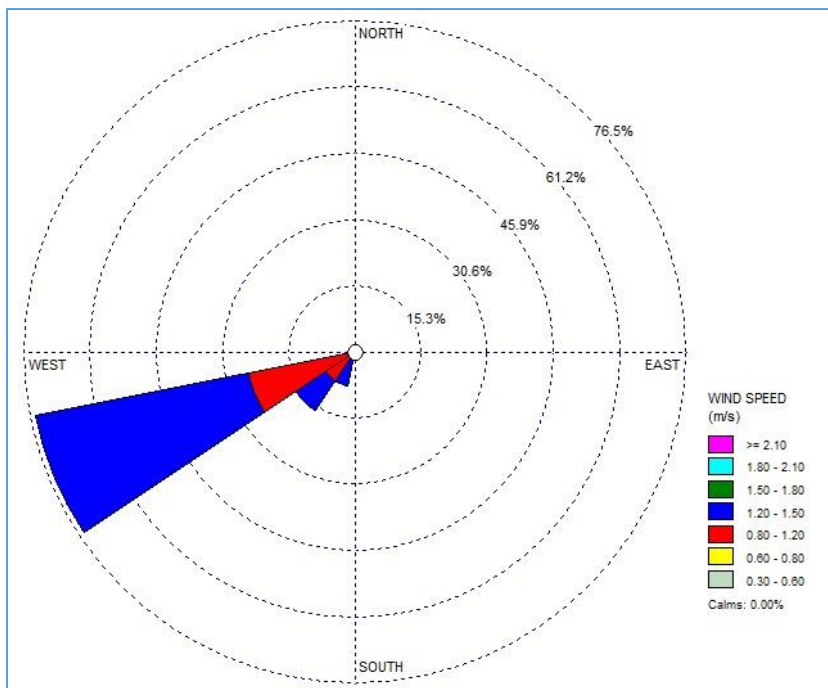 NORTH
76.5%
61.2%
45.9%
30.6%
15.3%
WEST
EAST
SOUTH
WIND SPEED
(m/s)
>= 2.10
1.80 - 2.10
1.50 - 1.80
1.20 - 1.50
0.80 - 1.20
0.60 - 0.80
0.30 - 0.60
Calms: 0.00%